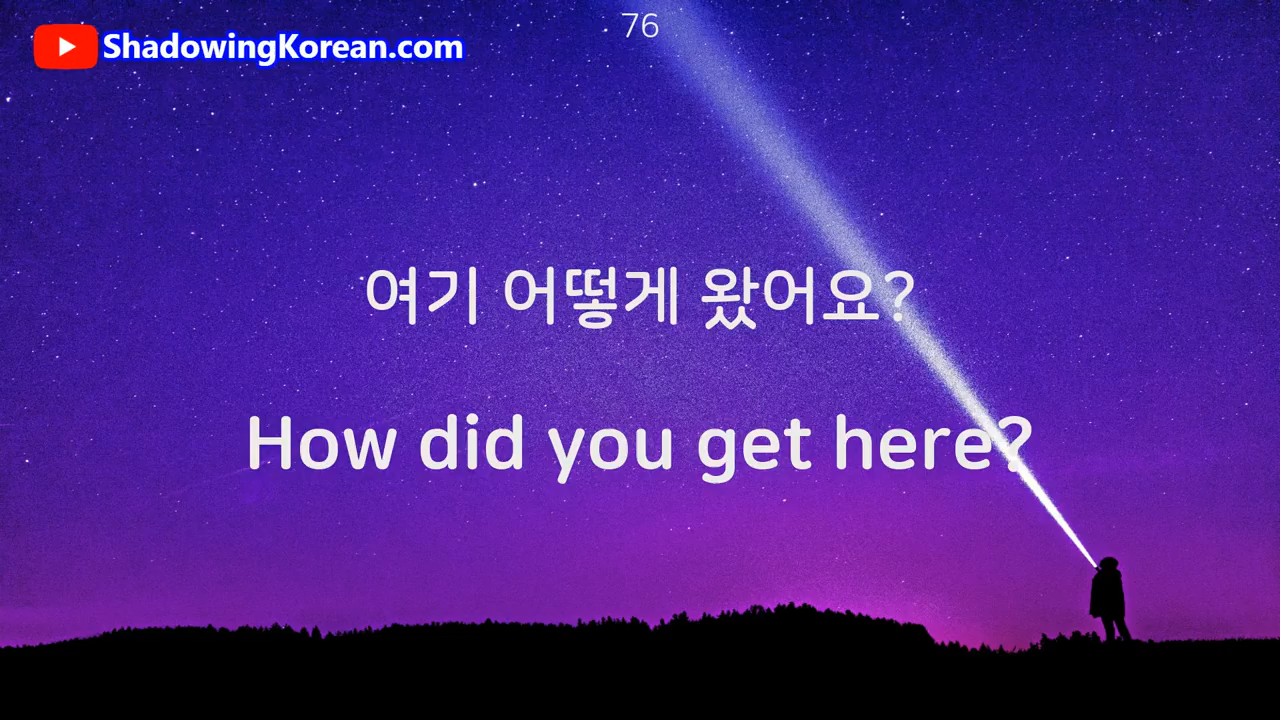 76
ShadowingKorean.com
여기 어떻게 왔어요?
How did you get here?